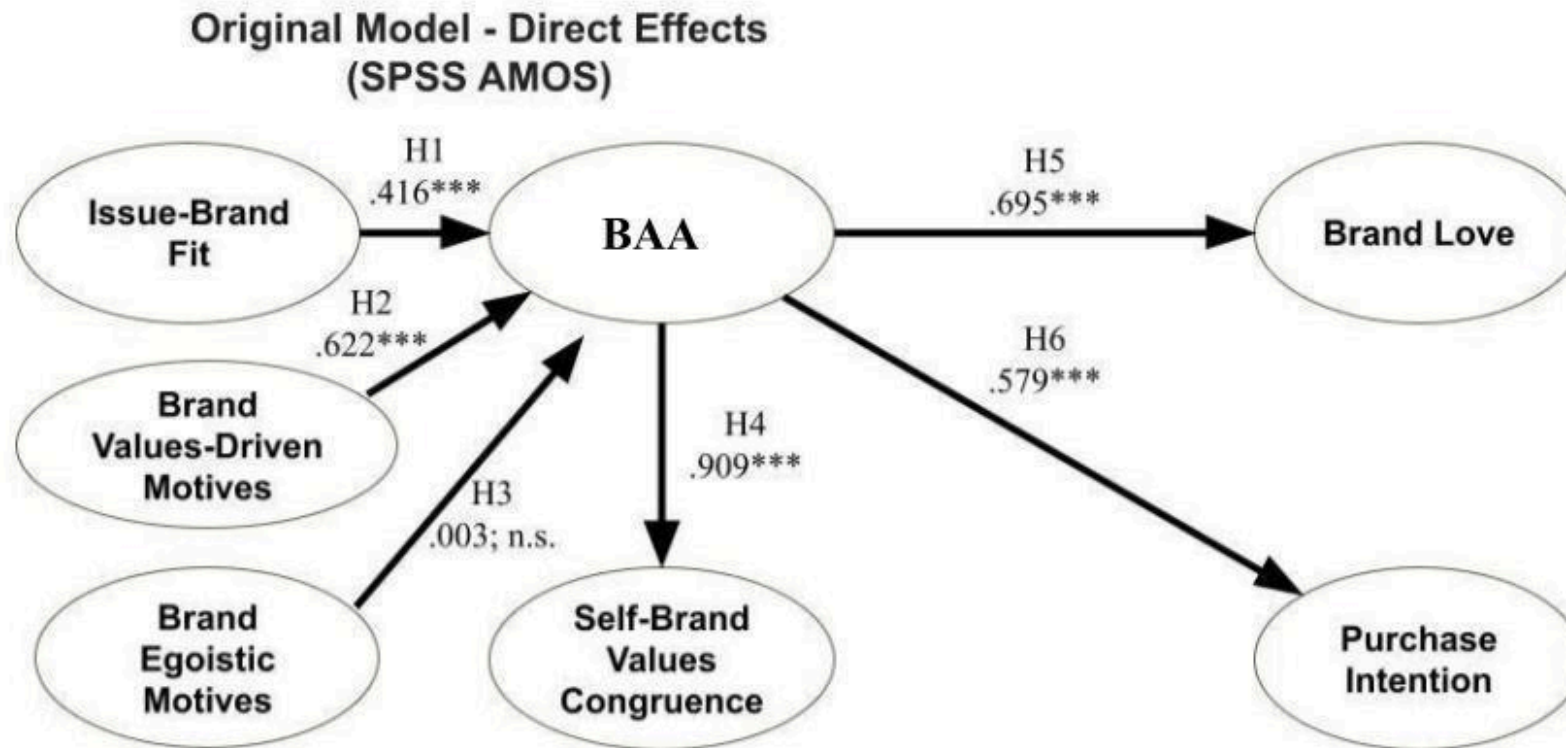 Original Model - Direct Effects
(SPSS AMOS)
H1
.416***
Issue-Brand
Fit
BAA
H5
.695***
Brand Love
H2
.622***
Brand
Values-Driven
Motives
H3
.003; n.s.
H4
.909***
H6
.579***
Brand
Egoistic
Motives
Self-Brand
Values
Congruence
Purchase
Intention